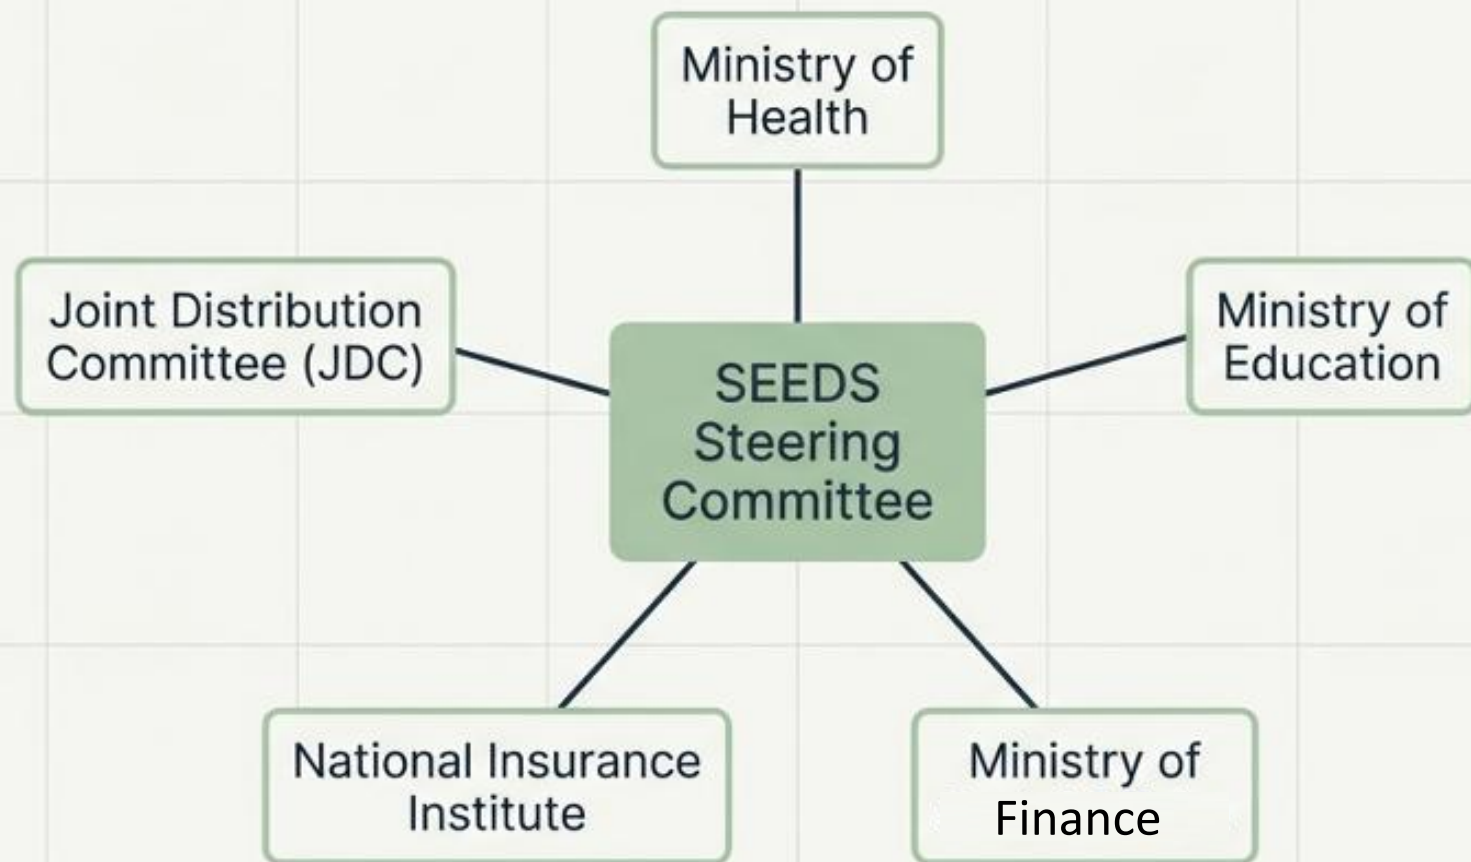 Ministry of
Health
Joint Distribution
Committee (JDC)
Ministry of
Education
SEEDS
Steering
Committee
National Insurance
Institute
Ministry of
Finance